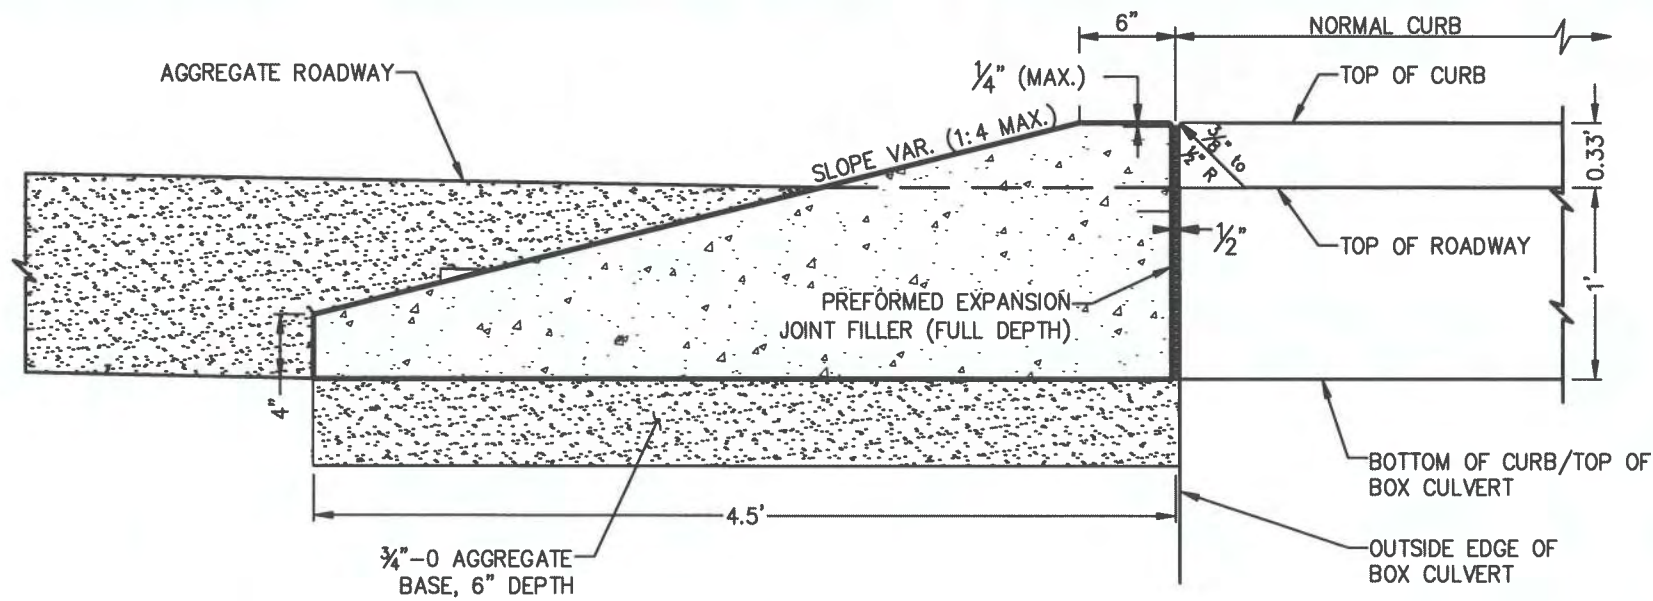 6"
NORMAL CURB
AGGREGATE ROADWAY
1/4" (MAX.)
TOP OF CURB
SLOPE VAR. (1:4 MAX.)
3/8" to
1/2" R
0.33'
1/2"
TOP OF ROADWAY
1'
PREFORMED EXPANSION
JOINT FILLER (FULL DEPTH)
4"
BOTTOM OF CURB/TOP OF
BOX CULVERT
4.5'
3/4"-0 AGGREGATE
BASE, 6" DEPTH
OUTSIDE EDGE OF
BOX CULVERT